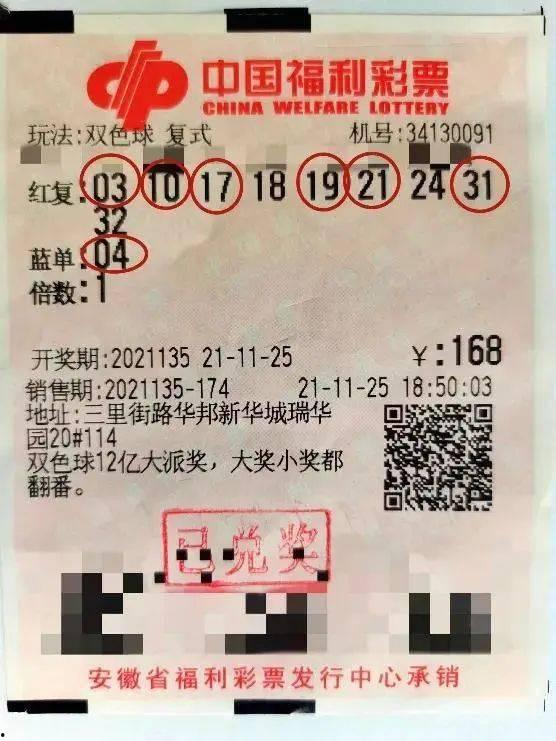 中国福利彩票
CHINA WELFARE LOTTERY
玩法:双色球 复式 机号:34130091
红复:03 10 17 18 19 21 24 31
32
蓝单:04
倍数:1
开奖期:2021135 21-11-25 ¥:168
销售期:2021135-174 21-11-25 18:50:03
地址:三里街路华邦新华城瑞华
园20#114
双色球12亿大派奖，大奖小奖都
翻番。
已兑奖
安徽省福利彩票发行中心承销